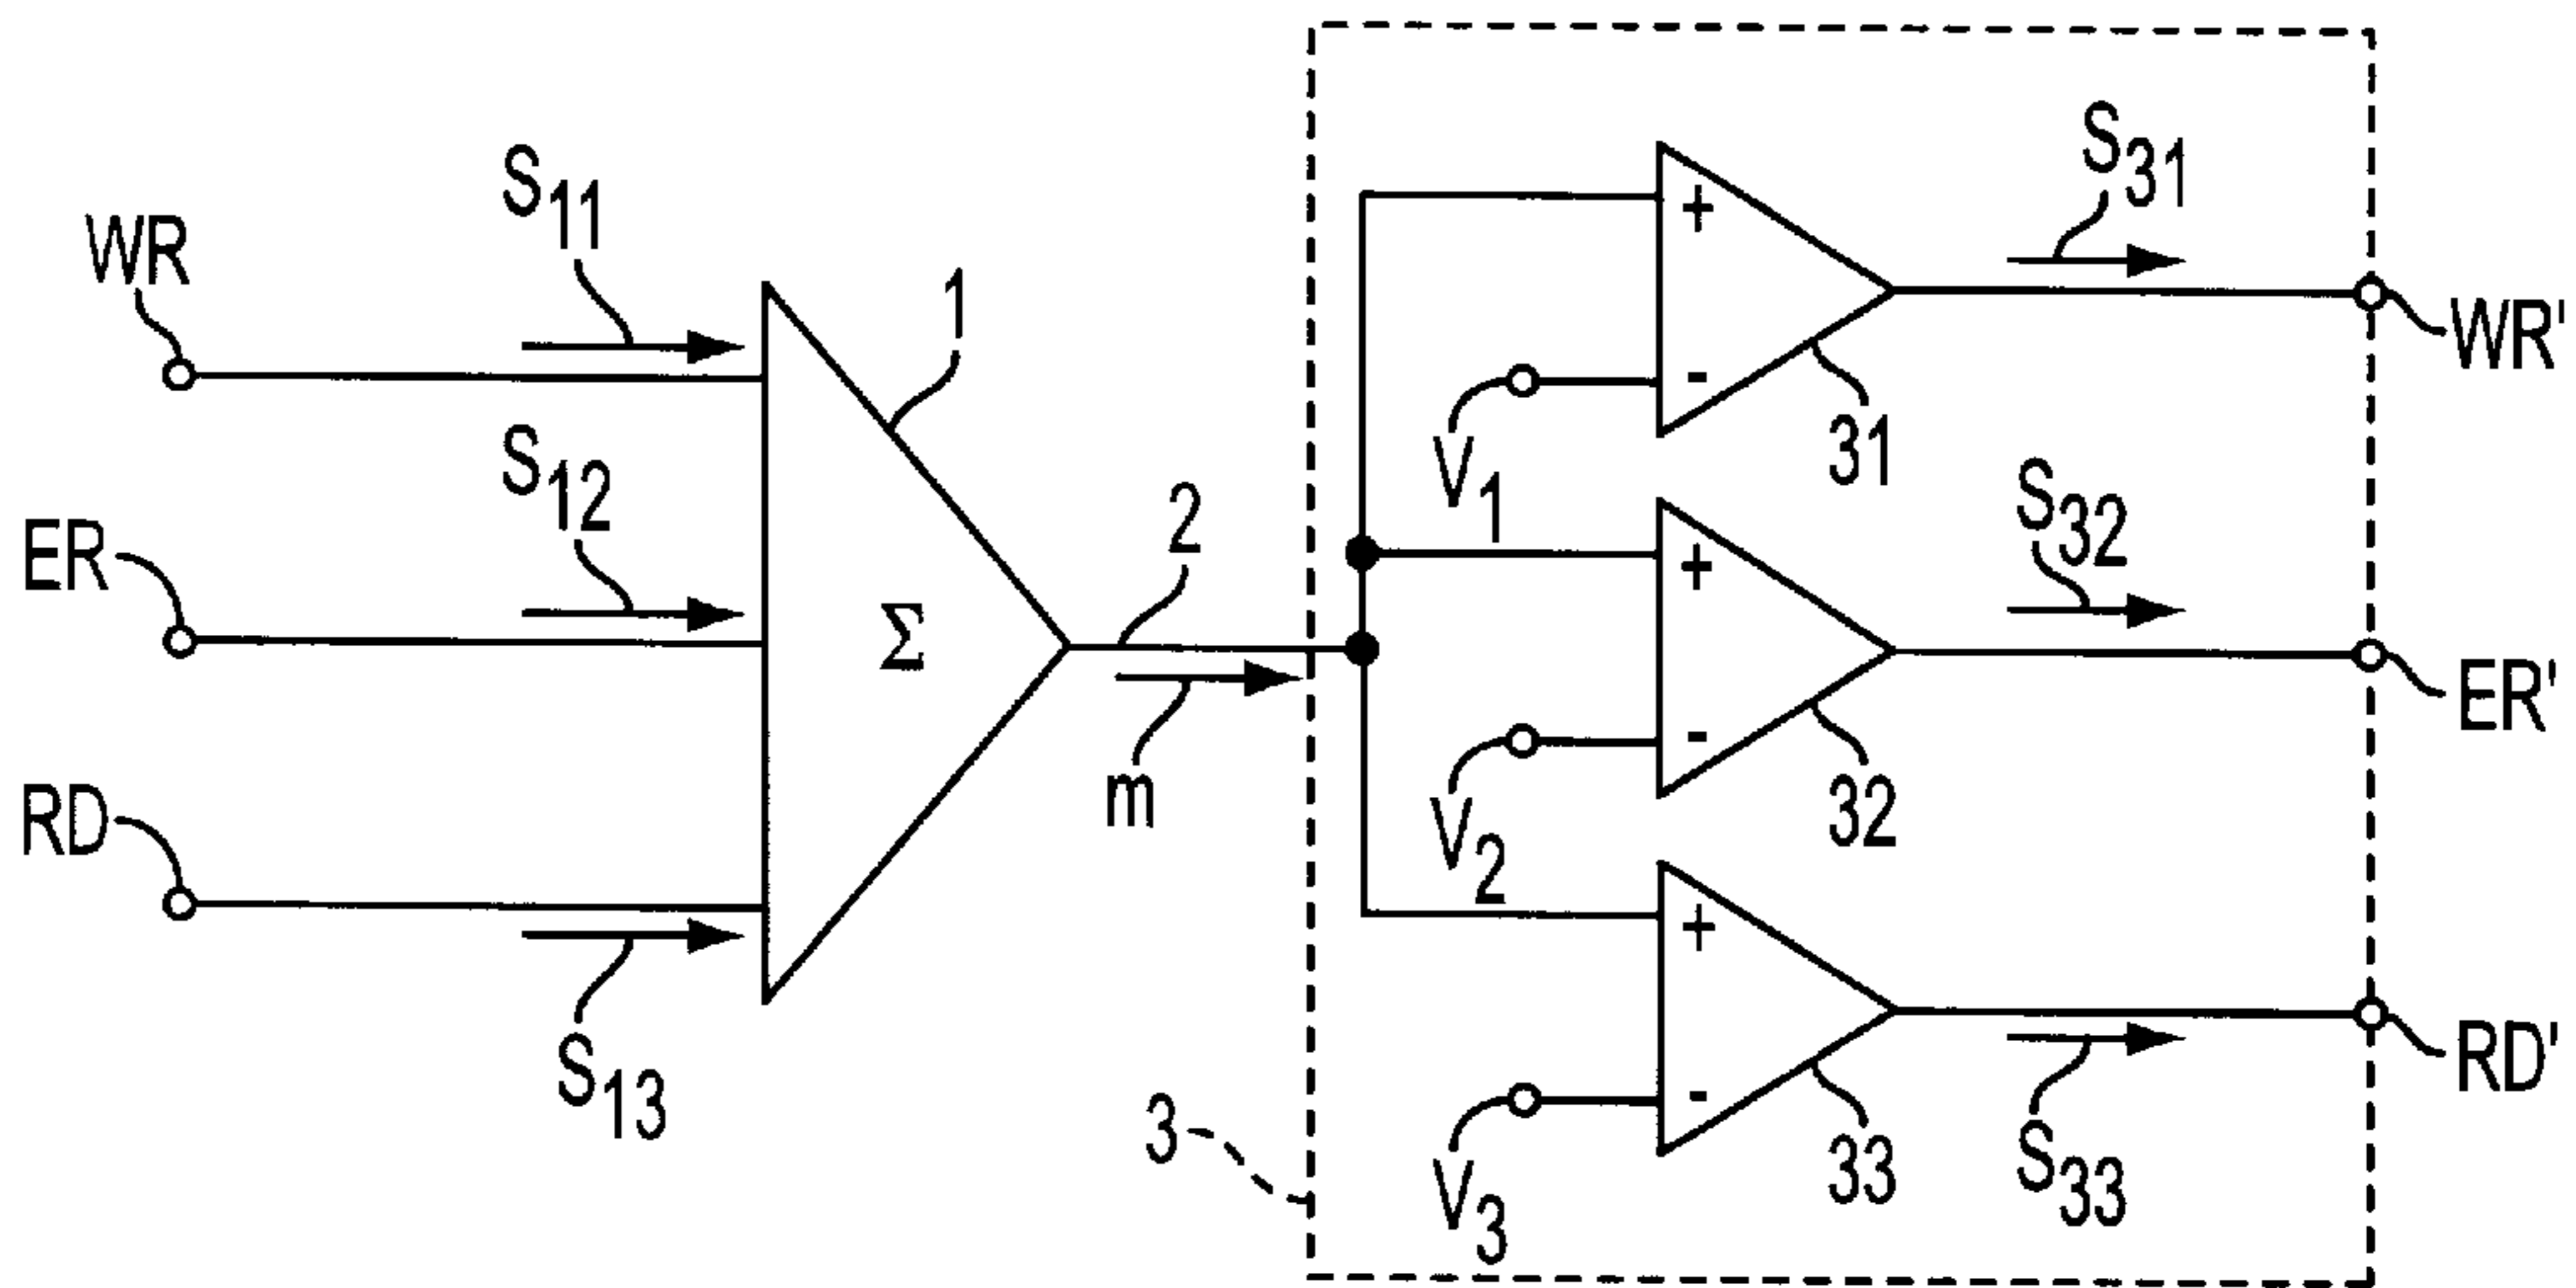 WR
S11
1
S12
ER
Σ
2
m
RD
S13
3
+
-
V1
31
S31
WR'
+
-
V2
32
S32
ER'
+
-
V3
33
S33
RD'